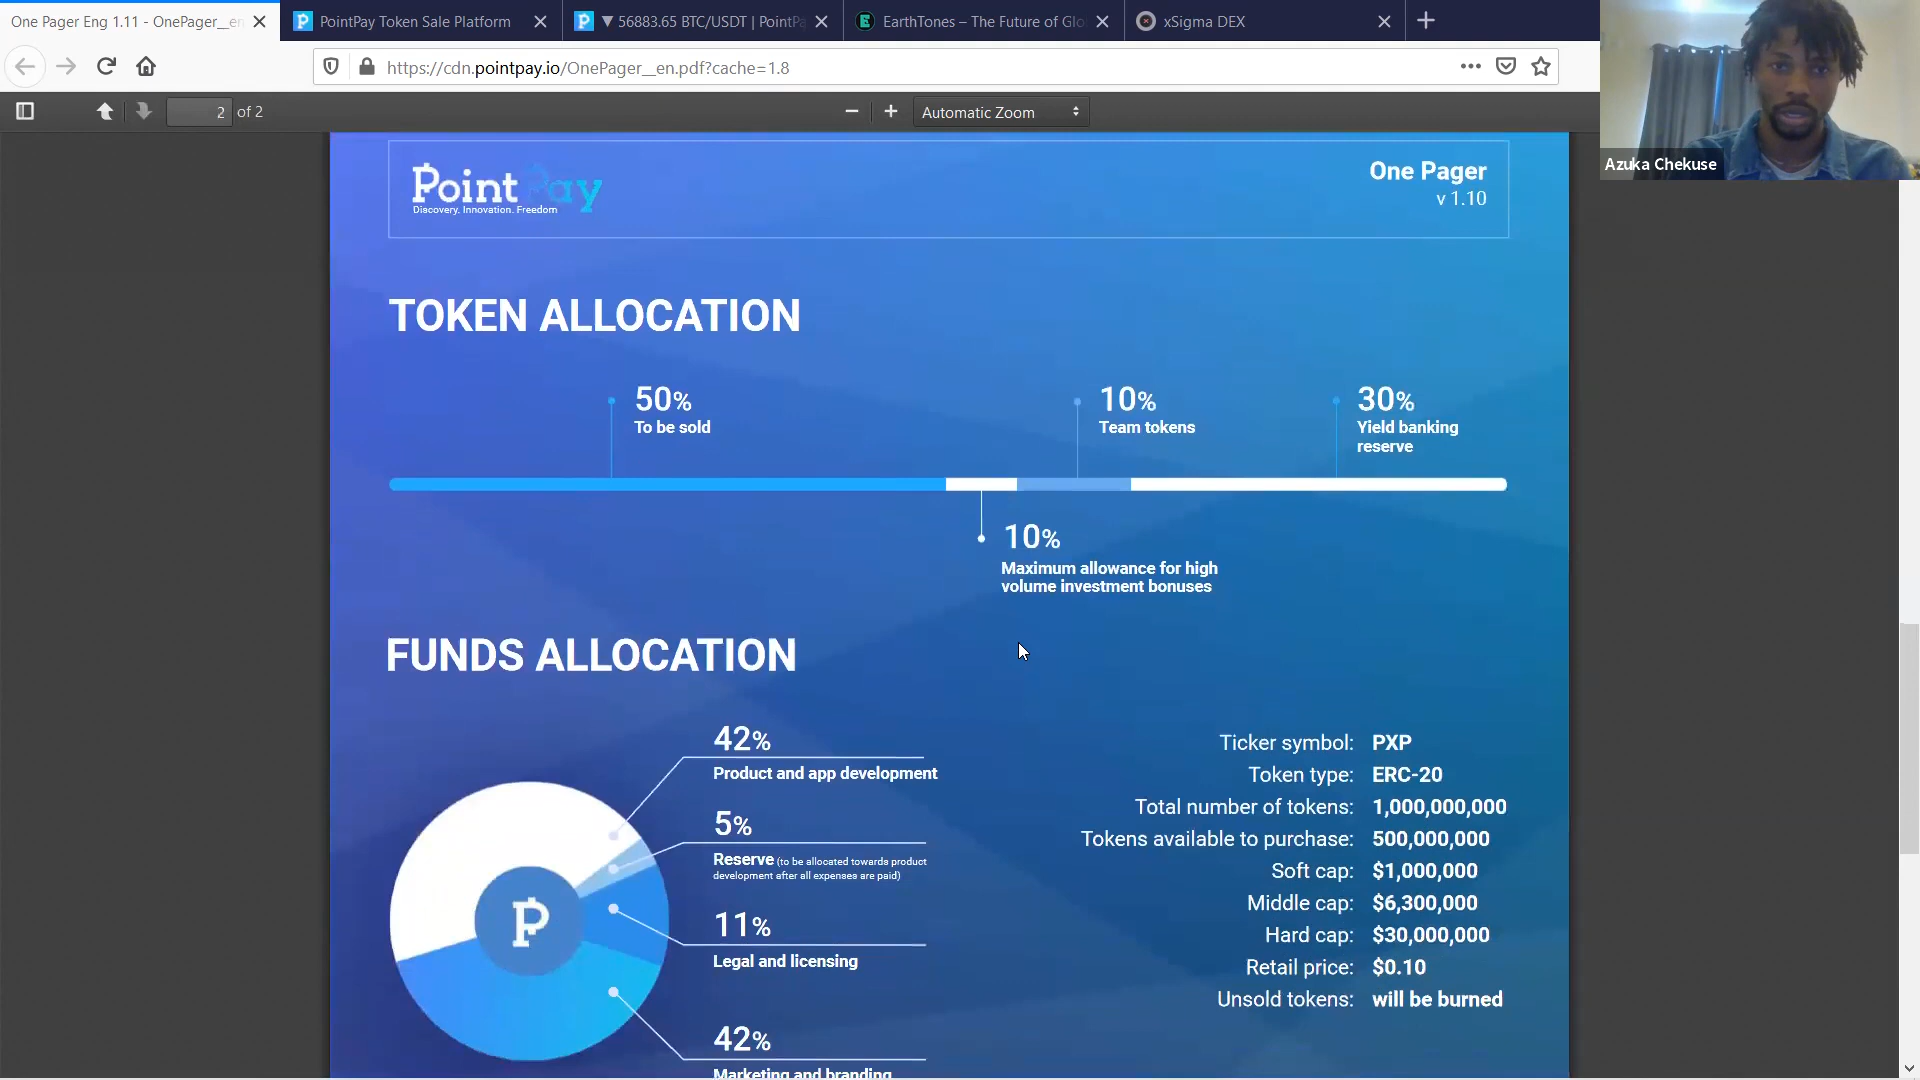 One Pager Eng 1.11 - OnePager__en
PointPay Token Sale Platform
▼ 56883.65 BTC/USDT | PointPa
EarthTones – The Future of Glo
xSigma DEX
https://cdn.pointpay.io/OnePager__en.pdf?cache=1.8
2 of 2
Automatic Zoom
Azuka Chekuse
PointPay
Discovery. Innovation. Freedom
One Pager
v 1.10
TOKEN ALLOCATION
50%
To be sold
10%
Team tokens
30%
Yield banking
reserve
10%
Maximum allowance for high
volume investment bonuses
FUNDS ALLOCATION
42%
Product and app development
5%
Reserve (to be allocated towards product
development after all expenses are paid)
11%
Legal and licensing
42%
Marketing and branding
Ticker symbol: PXP
Token type: ERC-20
Total number of tokens: 1,000,000,000
Tokens available to purchase: 500,000,000
Soft cap: $1,000,000
Middle cap: $6,300,000
Hard cap: $30,000,000
Retail price: $0.10
Unsold tokens: will be burned